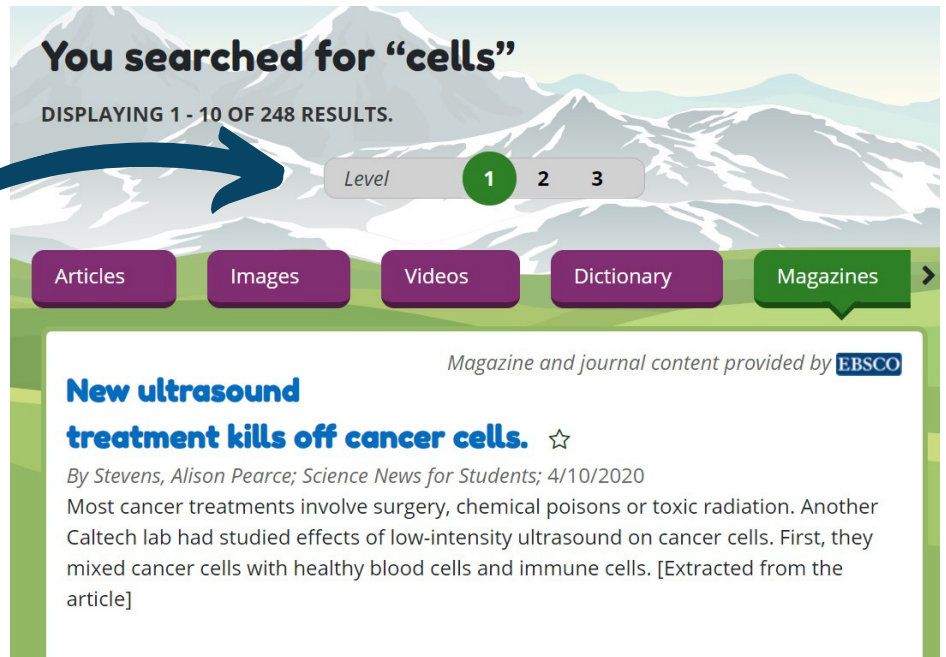 You searched for “cells”
DISPLAYING 1 - 10 OF 248 RESULTS.
Level 1 2 3
Articles Images Videos Dictionary Magazines
Magazine and journal content provided by EBSCO
New ultrasound
treatment kills off cancer cells.
By Stevens, Alison Pearce; Science News for Students; 4/10/2020
Most cancer treatments involve surgery, chemical poisons or toxic radiation. Another
Caltech lab had studied effects of low-intensity ultrasound on cancer cells. First, they
mixed cancer cells with healthy blood cells and immune cells. [Extracted from the
article]